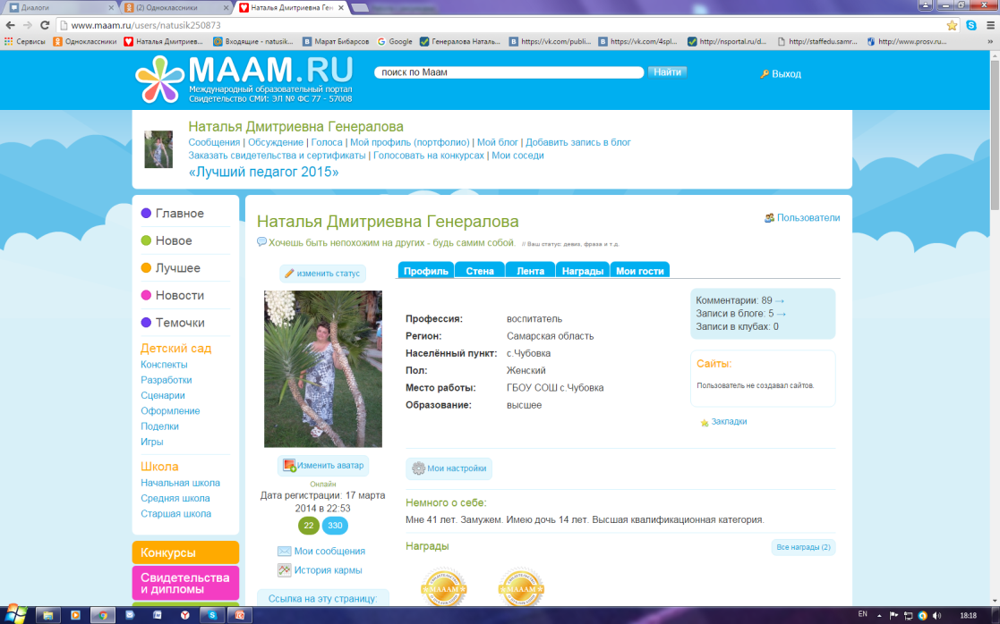 Диалоги
(2) Одноклассники
Наталья Дмитриевна Ген
www.maam.ru/users/natusik250873
Сервисы
Одноклассники
Наталья Дмитриев...
Входящие - natusik...
Марат Бибарсов
Google
Генералова Наталь...
https://vk.com/publi...
https://vk.com/4spl...
http://nsportal.ru/d...
http://staffedu.samr...
http://www.prosv.ru...
MAAM.RU
Международный образовательный портал
Свидетельство СМИ: ЭЛ № ФС 77 - 57008
поиск по Маам
Найти
Выход
Наталья Дмитриевна Генералова
Сообщения | Обсуждение | Голоса | Мой профиль (портфолио) | Мой блог | Добавить запись в блог
Заказать свидетельства и сертификаты | Голосовать на конкурсах | Мои соседи
«Лучший педагог 2015»
Главное
Новое
Лучшее
Новости
Темочки
Детский сад
Конспекты
Разработки
Сценарии
Оформление
Поделки
Игры
Школа
Начальная школа
Средняя школа
Старшая школа
Конкурсы
Свидетельства
и дипломы
Наталья Дмитриевна Генералова
Пользователи
Хочешь быть непохожим на других - будь самим собой. // Ваш статус: девиз, фраза и т.д.
изменить статус
Профиль
Стена
Лента
Награды
Мои гости
Профессия: воспитатель
Регион: Самарская область
Населённый пункт: с.Чубовка
Пол: Женский
Место работы: ГБОУ СОШ с.Чубовка
Образование: высшее
Комментарии: 89 →
Записи в блоге: 5 →
Записи в клубах: 0
Сайты:
Пользователь не создавал сайтов.
Закладки
Изменить аватар
Онлайн
Дата регистрации: 17 марта
2014 в 22:53
22
330
Мои сообщения
История кармы
Ссылка на эту страницу:
Мои настройки
Немного о себе:
Мне 41 лет. Замужем. Имею дочь 14 лет. Высшая квалификационная категория.
Награды
Все награды (2)
МАААМ
МАААМ
EN
18:18